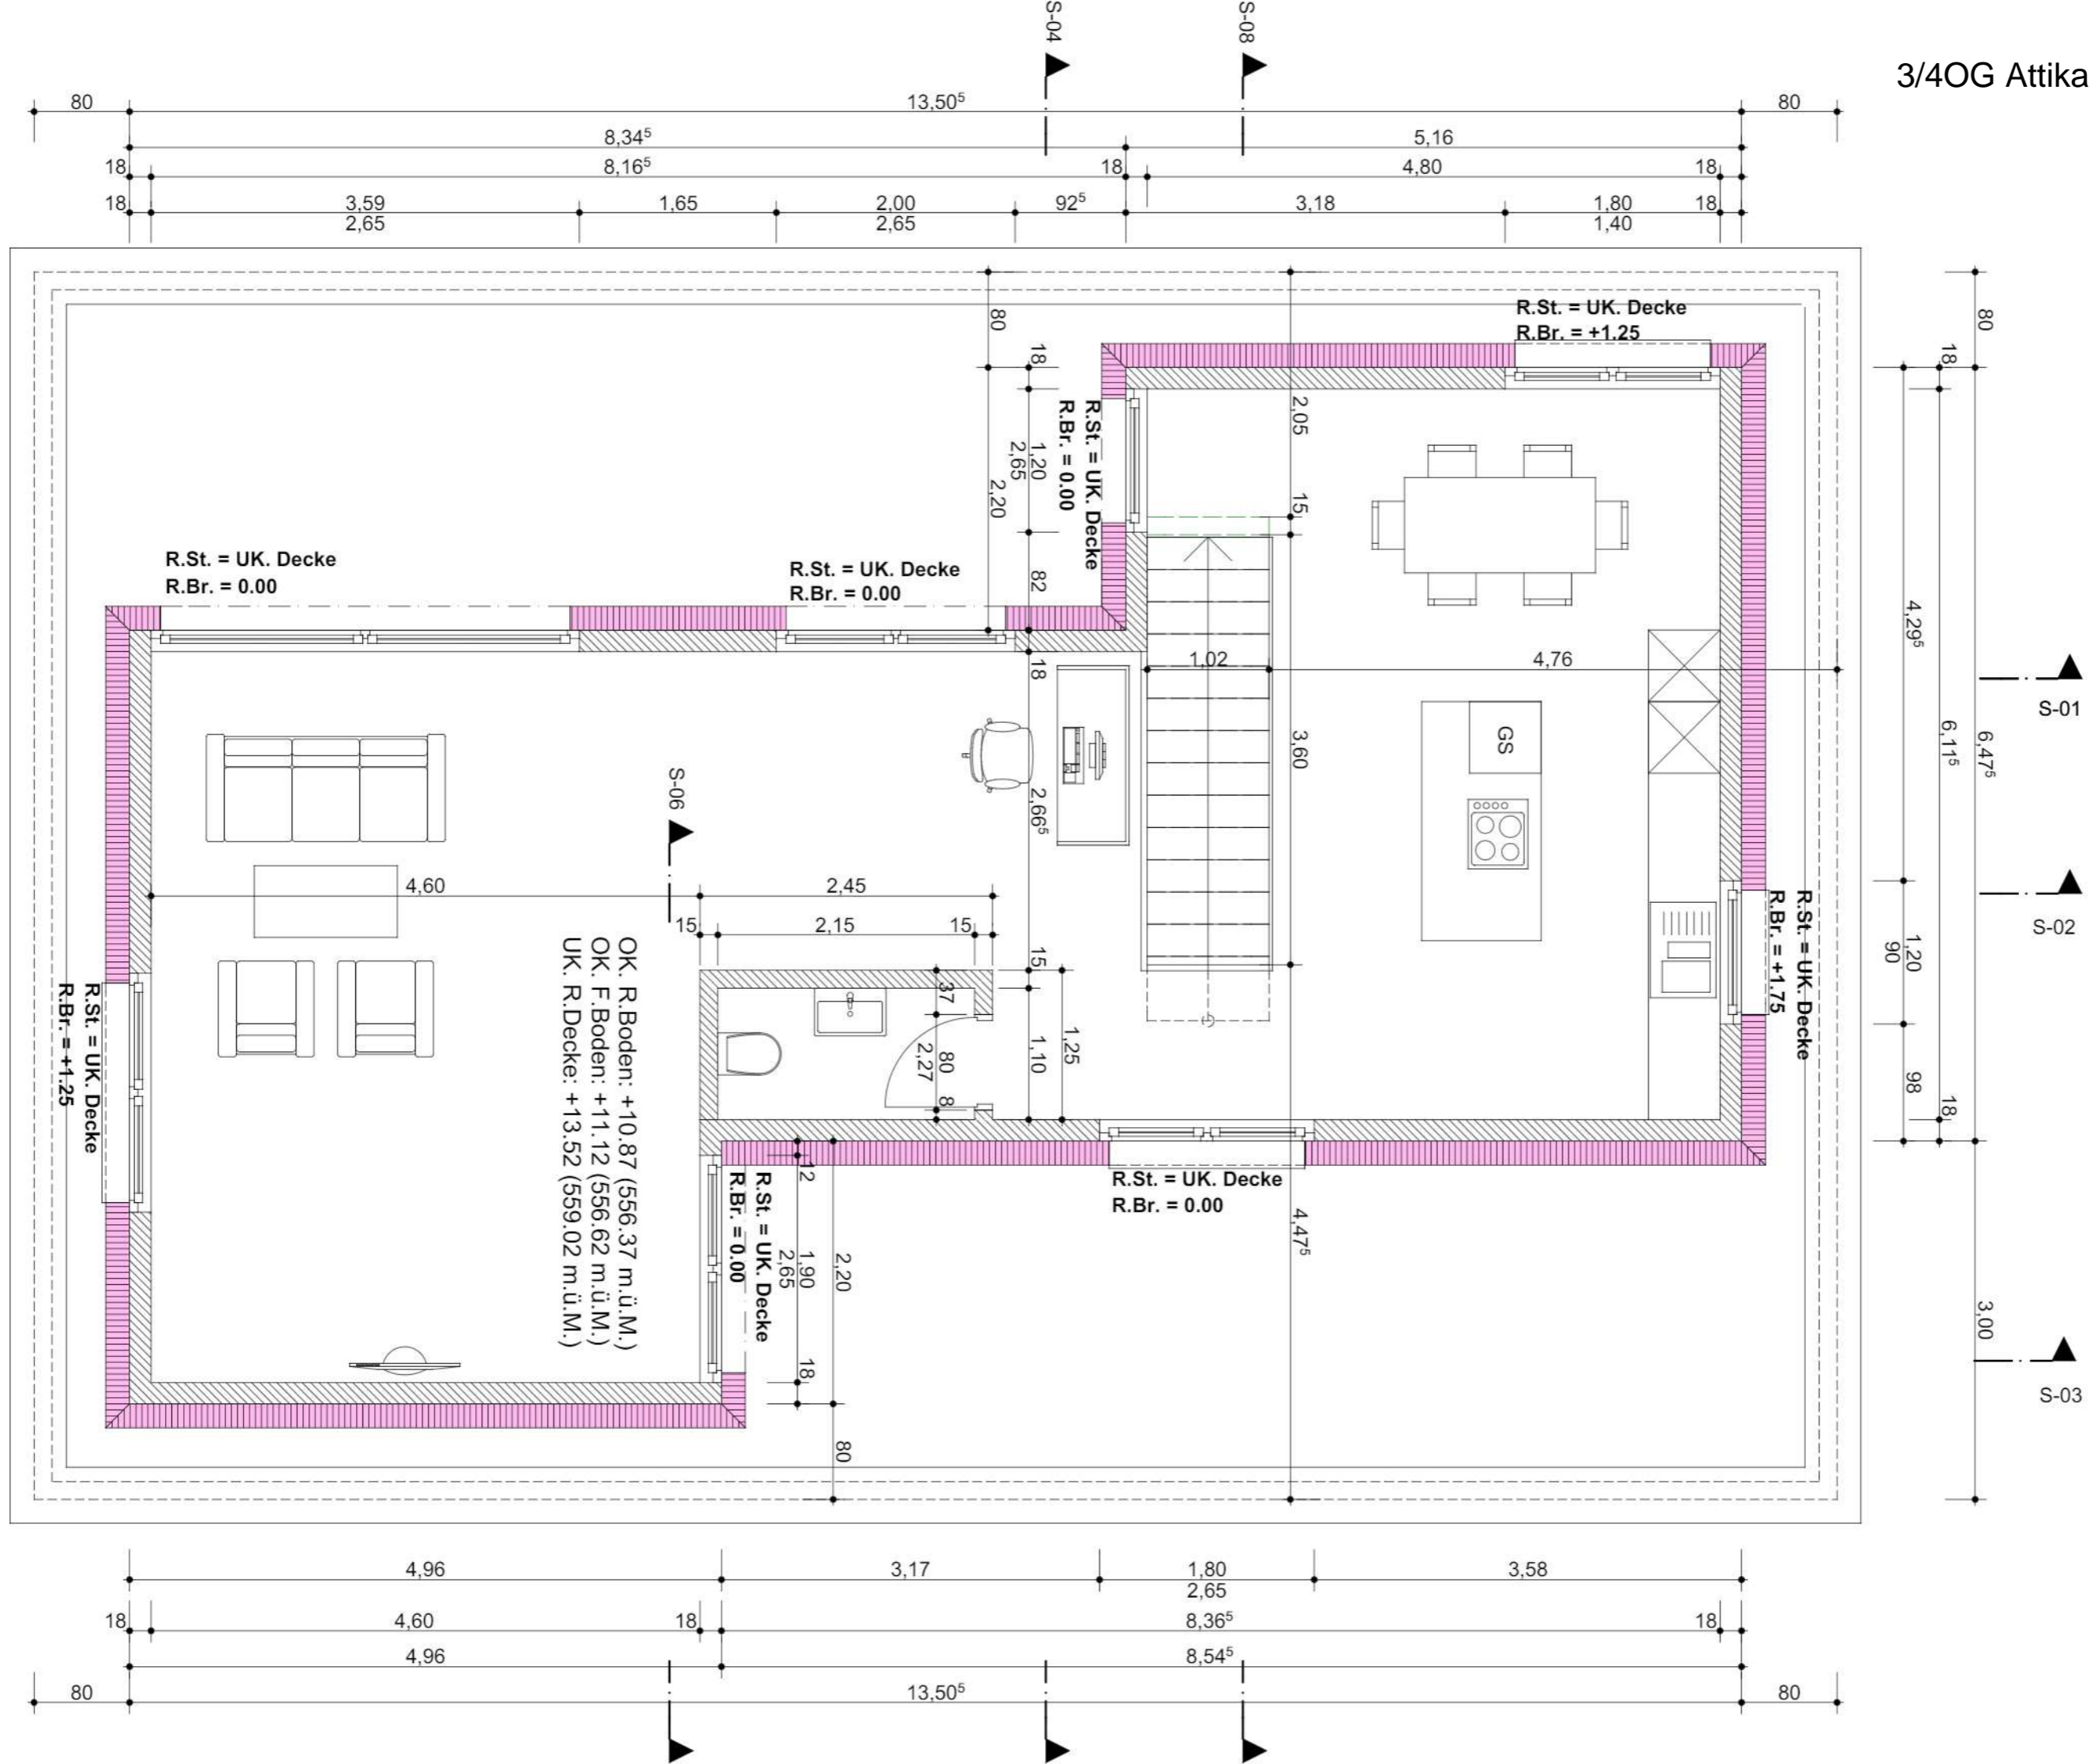 S-04
S-08
3/4OG Attika
80
13,50⁵
80
8,34⁵
5,16
18
8,16⁵
18
4,80
18
18
3,59
1,65
2,00
92⁵
3,18
1,80
18
2,65
2,65
1,40
R.St. = UK. Decke
R.Br. = +1.25
80
18
2,05
1,20
2,65
2,20
R.St. = UK. Decke
R.Br. = 0.00
15
82
R.St. = UK. Decke
R.Br. = 0.00
R.St. = UK. Decke
R.Br. = 0.00
18
1,02
4,76
3,60
GS
2,66⁵
S-06
4,60
2,45
15
2,15
15
15
37
80
2,27
8
1,10
1,25
OK. R.Boden: +10.87 (556.37 m.ü.M.)
OK. F.Boden: +11.12 (556.62 m.ü.M.)
UK. R.Decke: +13.52 (559.02 m.ü.M.)
R.St. = UK. Decke
R.Br. = +1.25
R.St. = UK. Decke
R.Br. = +1.75
R.St. = UK. Decke
R.Br. = 0.00
R.St. = UK. Decke
R.Br. = 0.00
12
1,90
2,65
18
2,20
80
4,47⁵
80
18
4,29⁵
6,11⁵
6,47⁵
1,20
90
98
18
3,00
S-01
S-02
S-03
4,96
3,17
1,80
3,58
2,65
18
4,60
18
8,36⁵
18
4,96
8,54⁵
80
13,50⁵
80